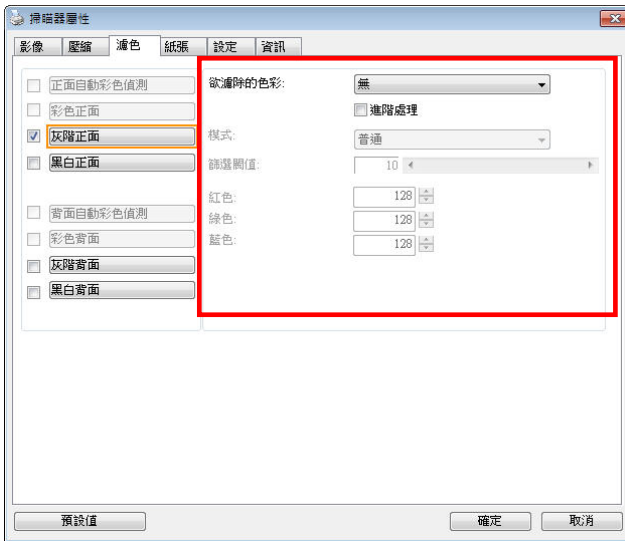 掃瞄器屬性
影像 壓縮 濾色 紙張 設定 資訊
正面自動彩色偵測
彩色正面
灰階正面
黑白正面
背面自動彩色偵測
彩色背面
灰階背面
黑白背面
欲濾除的色彩: 無
進階處理
模式: 普通
篩選閥值: 10
紅色: 128
綠色: 128
藍色: 128
預設值 確定 取消